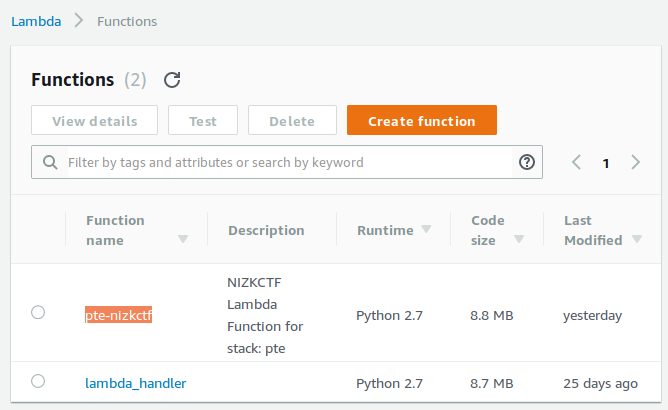 Lambda > Functions
Functions (2)
View details Test Delete Create function
Filter by tags and attributes or search by keyword ? < 1 >
Function name Description Runtime Code size Last Modified
pte-nizkctf NIZKCTF Lambda Function for stack: pte Python 2.7 8.8 MB yesterday
lambda_handler Python 2.7 8.7 MB 25 days ago